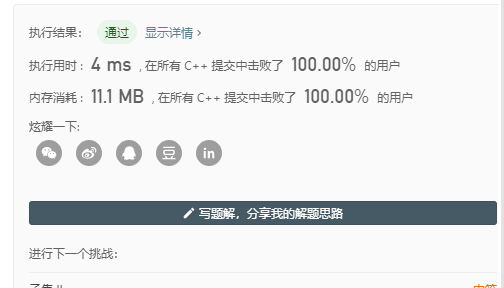 执行结果： 通过 显示详情 ›
执行用时 : 4 ms , 在所有 C++ 提交中击败了 100.00% 的用户
内存消耗 : 11.1 MB , 在所有 C++ 提交中击败了 100.00% 的用户
炫耀一下:
豆 in
写题解，分享我的解题思路
进行下一个挑战：